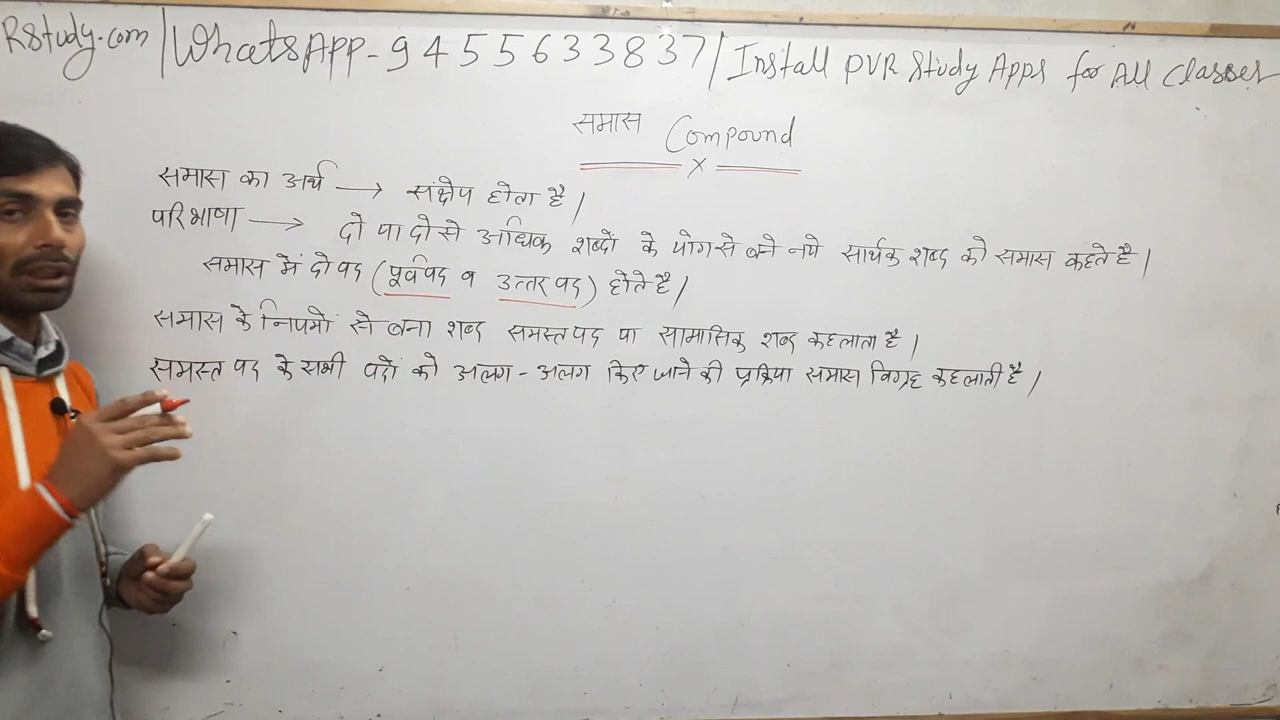 RStudy.com | WhatsApp - 9455633837 | Install PVR Study Apps for All Classes
समास Compound
x
समास का अर्थ → संक्षेप होता है।
परिभाषा → दो या दो से अधिक शब्दों के योग से बने नये सार्थक शब्द को समास कहते है।
समास में दो पद (पूर्वपद व उत्तर पद) होते है।
समास के नियमों से बना शब्द समस्त पद या सामासिक शब्द कहलाता है।
समस्त पद के सभी पदों को अलग - अलग किए जाने की प्रक्रिया समास विग्रह कहलाती है।